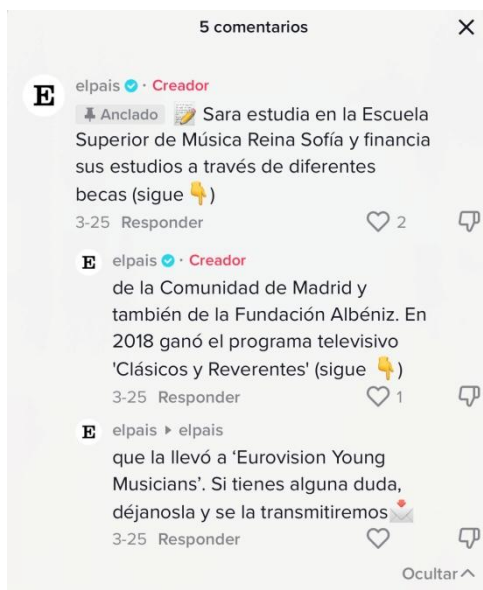 5 comentarios
E
elpais · Creador
Anclado 📝 Sara estudia en la Escuela
Superior de Música Reina Sofía y financia
sus estudios a través de diferentes
becas (sigue 👇)
3-25 Responder 2
E
elpais · Creador
de la Comunidad de Madrid y
también de la Fundación Albéniz. En
2018 ganó el programa televisivo
'Clásicos y Reverentes' (sigue 👇)
3-25 Responder 1
E
elpais ▸ elpais
que la llevó a ‘Eurovision Young
Musicians’. Si tienes alguna duda,
déjanosla y se la transmitiremos📩
3-25 Responder
Ocultar